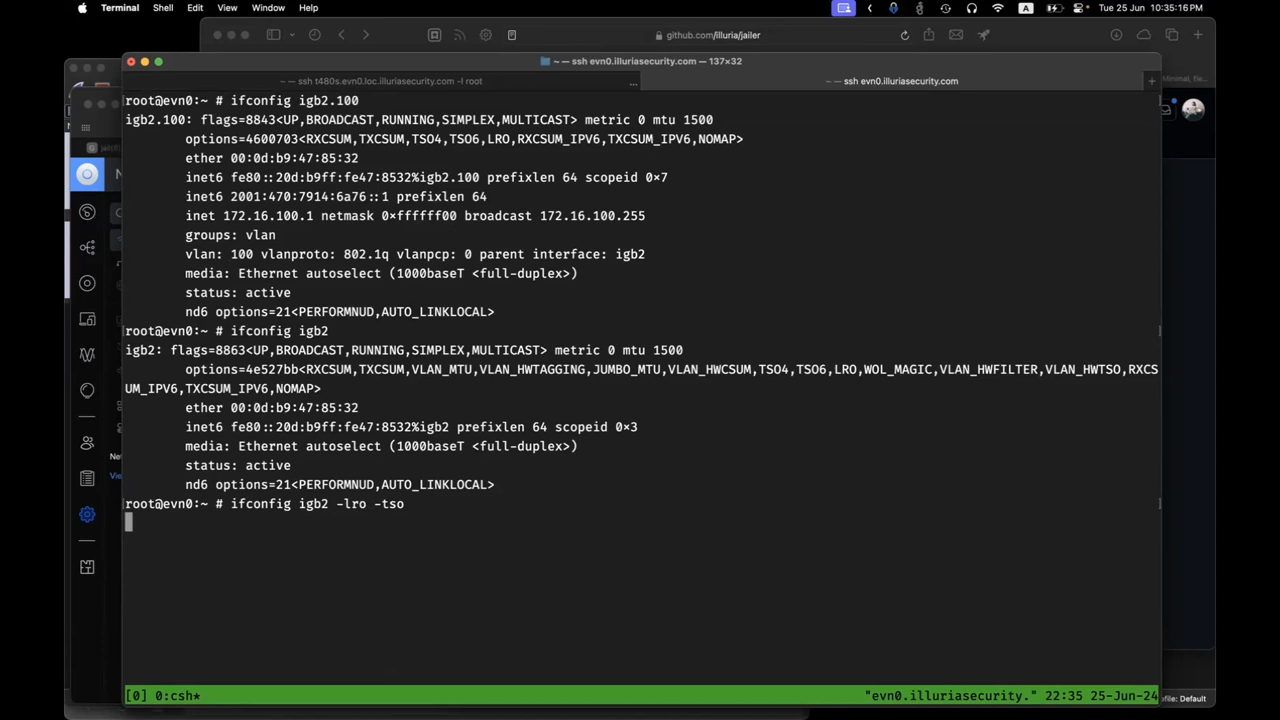 Terminal Shell Edit View Window Help
A Tue 25 Jun 10:35:16 PM
github.com/illuria/jailer
~ — ssh evn0.illuriasecurity.com — 137×32
~ — ssh t480s.evn0.loc.illuriasecurity.com -l root ... ~ — ssh evn0.illuriasecurity.com +
root@evn0:~ # ifconfig igb2.100
igb2.100: flags=8843<UP,BROADCAST,RUNNING,SIMPLEX,MULTICAST> metric 0 mtu 1500
options=4600703<RXCSUM,TXCSUM,TSO4,TSO6,LRO,RXCSUM_IPV6,TXCSUM_IPV6,NOMAP>
ether 00:0d:b9:47:85:32
inet6 fe80::20d:b9ff:fe47:8532%igb2.100 prefixlen 64 scopeid 0x7
inet6 2001:470:7914:6a76::1 prefixlen 64
inet 172.16.100.1 netmask 0xffffff00 broadcast 172.16.100.255
groups: vlan
vlan: 100 vlanproto: 802.1q vlanpcp: 0 parent interface: igb2
media: Ethernet autoselect (1000baseT <full-duplex>)
status: active
nd6 options=21<PERFORMNUD,AUTO_LINKLOCAL>
root@evn0:~ # ifconfig igb2
igb2: flags=8863<UP,BROADCAST,RUNNING,SIMPLEX,MULTICAST> metric 0 mtu 1500
options=4e527bb<RXCSUM,TXCSUM,VLAN_MTU,VLAN_HWTAGGING,JUMBO_MTU,VLAN_HWCSUM,TSO4,TSO6,LRO,WOL_MAGIC,VLAN_HWFILTER,VLAN_HWTSO,RXCS
UM_IPV6,TXCSUM_IPV6,NOMAP>
ether 00:0d:b9:47:85:32
inet6 fe80::20d:b9ff:fe47:8532%igb2 prefixlen 64 scopeid 0x3
media: Ethernet autoselect (1000baseT <full-duplex>)
status: active
nd6 options=21<PERFORMNUD,AUTO_LINKLOCAL>
root@evn0:~ # ifconfig igb2 -lro -tso
[0] 0:csh* "evn0.illuriasecurity." 22:35 25-Jun-24